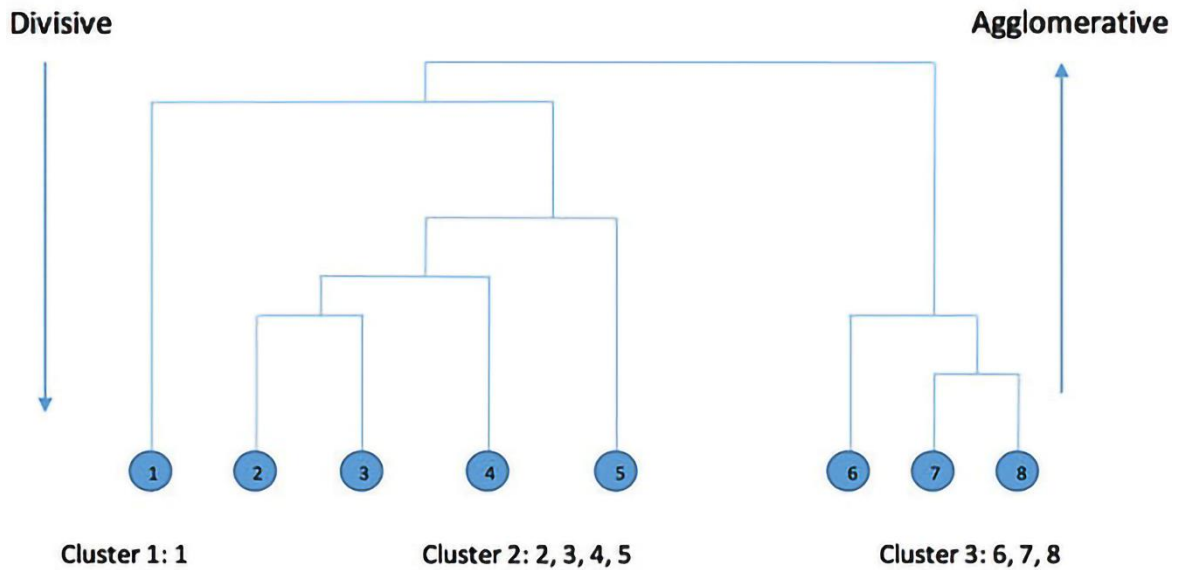 Divisive
Agglomerative
1 2 3 4 5 6 7 8
Cluster 1: 1
Cluster 2: 2, 3, 4, 5
Cluster 3: 6, 7, 8